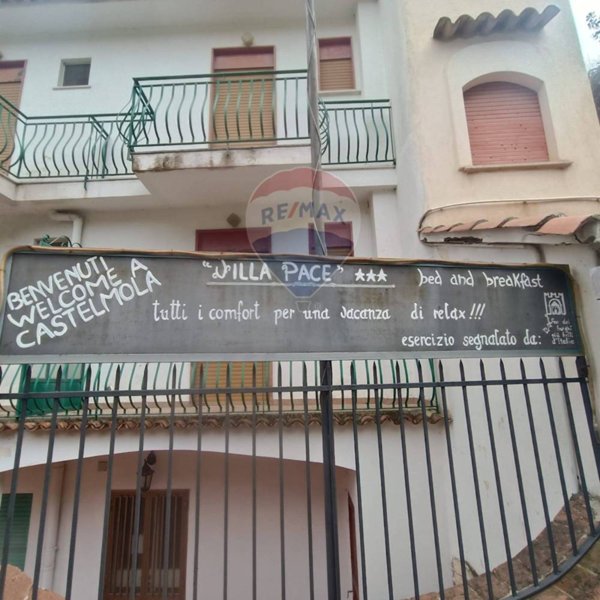 RE/MAX
BENVENUTI
WELCOME A
CASTELMOLA
"VILLA PACE" ★★★ bed and breakfast
tutti i comfort per una vacanza di relax!!!
esercizio segnalato da: